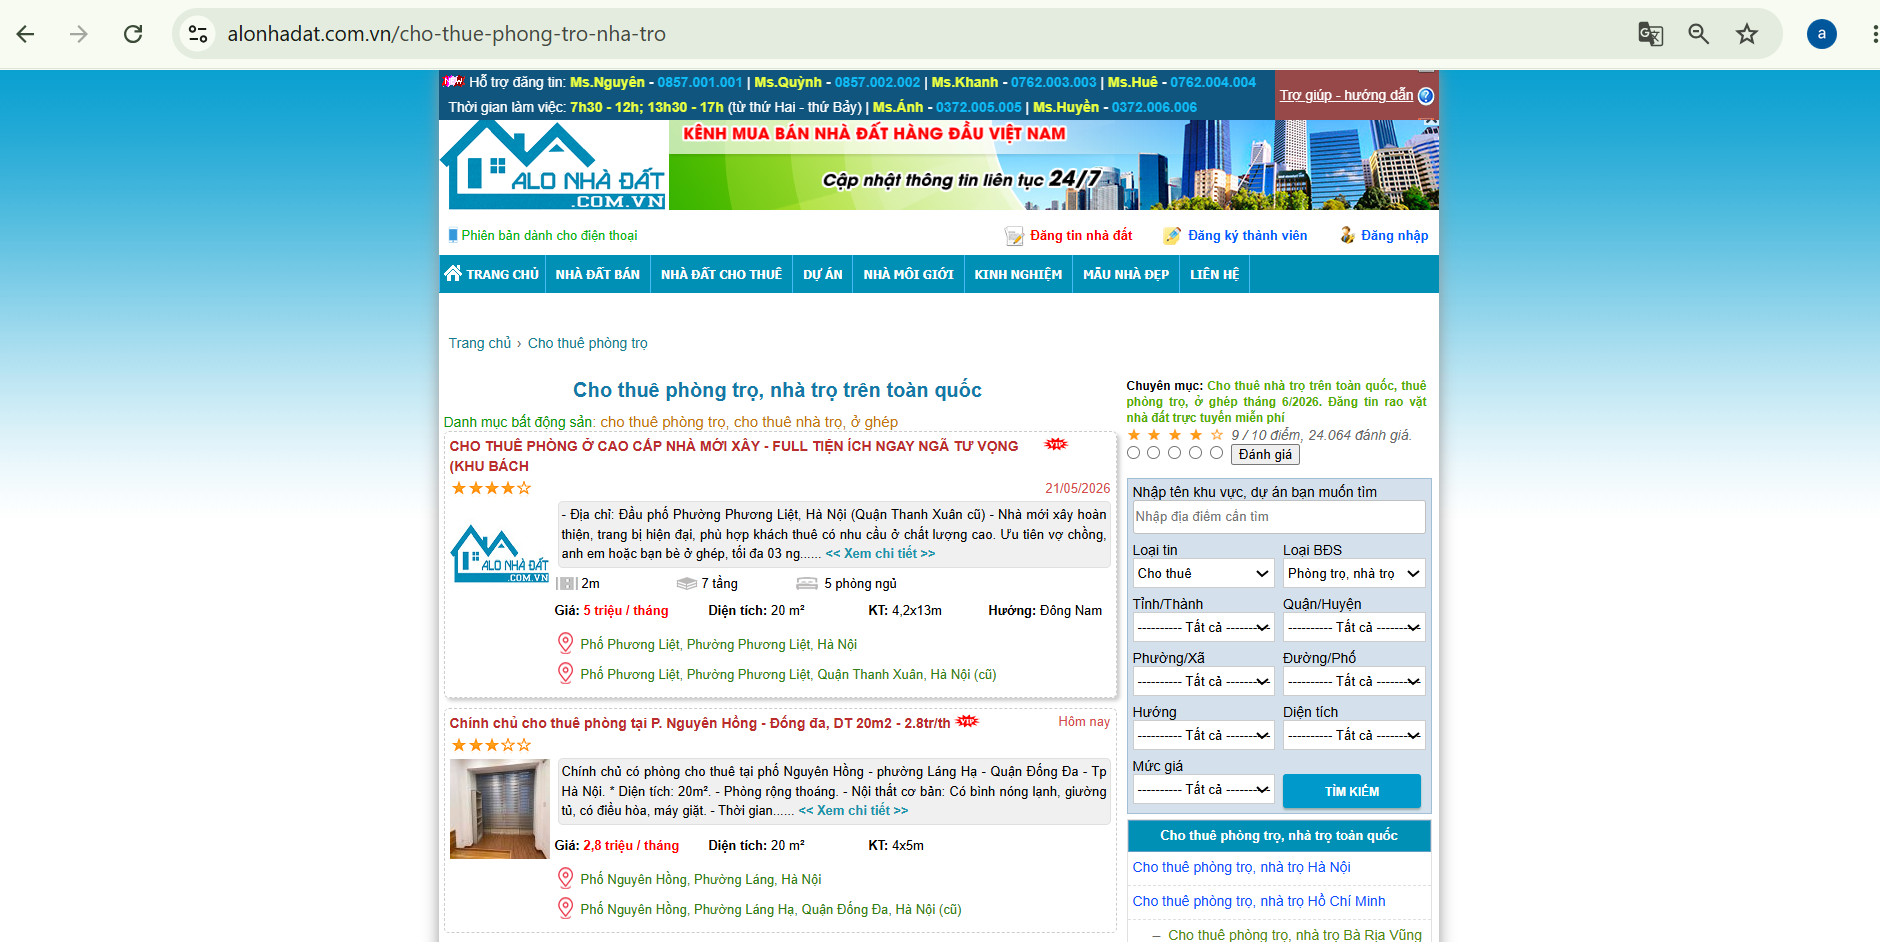 alonhadat.com.vn/cho-thue-phong-tro-nha-tro
a
Hỗ trợ đăng tin: Ms.Nguyên - 0857.001.001 | Ms.Quỳnh - 0857.002.002 | Ms.Khanh - 0762.003.003 | Ms.Huê - 0762.004.004
Thời gian làm việc: 7h30 - 12h; 13h30 - 17h (từ thứ Hai - thứ Bảy) | Ms.Ánh - 0372.005.005 | Ms.Huyền - 0372.006.006
Trợ giúp - hướng dẫn
ALO NHÀ ĐẤT
.COM.VN
KÊNH MUA BÁN NHÀ ĐẤT HÀNG ĐẦU VIỆT NAM
Cập nhật thông tin liên tục 24/7
Phiên bản dành cho điện thoại
Đăng tin nhà đất
Đăng ký thành viên
Đăng nhập
TRANG CHỦ
NHÀ ĐẤT BÁN
NHÀ ĐẤT CHO THUÊ
DỰ ÁN
NHÀ MÔI GIỚI
KINH NGHIỆM
MẪU NHÀ ĐẸP
LIÊN HỆ
Trang chủ › Cho thuê phòng trọ
Cho thuê phòng trọ, nhà trọ trên toàn quốc
Danh mục bất động sản: cho thuê phòng trọ, cho thuê nhà trọ, ở ghép
CHO THUÊ PHÒNG Ở CAO CẤP NHÀ MỚI XÂY - FULL TIỆN ÍCH NGAY NGÃ TƯ VỌNG
(KHU BÁCH
VIP
21/05/2026
ALO NHÀ ĐẤT
.COM.VN
- Địa chỉ: Đầu phố Phường Phương Liệt, Hà Nội (Quận Thanh Xuân cũ) - Nhà mới xây hoàn
thiện, trang bị hiện đại, phù hợp khách thuê có nhu cầu ở chất lượng cao. Ưu tiên vợ chồng,
anh em hoặc bạn bè ở ghép, tối đa 03 ng...... << Xem chi tiết >>
2m
7 tầng
5 phòng ngủ
Giá: 5 triệu / tháng
Diện tích: 20 m²
KT: 4,2x13m
Hướng: Đông Nam
Phố Phương Liệt, Phường Phương Liệt, Hà Nội
Phố Phương Liệt, Phường Phương Liệt, Quận Thanh Xuân, Hà Nội (cũ)
Chính chủ cho thuê phòng tại P. Nguyên Hồng - Đống đa, DT 20m2 - 2.8tr/th
VIP
Hôm nay
Chính chủ có phòng cho thuê tại phố Nguyên Hồng - phường Láng Hạ - Quận Đống Đa - Tp
Hà Nội. * Diện tích: 20m². - Phòng rộng thoáng. - Nội thất cơ bản: Có bình nóng lạnh, giường
tủ, có điều hòa, máy giặt. - Thời gian...... << Xem chi tiết >>
Giá: 2,8 triệu / tháng
Diện tích: 20 m²
KT: 4x5m
Phố Nguyên Hồng, Phường Láng, Hà Nội
Phố Nguyên Hồng, Phường Láng Hạ, Quận Đống Đa, Hà Nội (cũ)
Chuyên mục: Cho thuê nhà trọ trên toàn quốc, thuê
phòng trọ, ở ghép tháng 6/2026. Đăng tin rao vặt
nhà đất trực tuyến miễn phí
9 / 10 điểm, 24.064 đánh giá.
Đánh giá
Nhập tên khu vực, dự án bạn muốn tìm
Nhập địa điểm cần tìm
Loại tin
Loại BĐS
Cho thuê
Phòng trọ, nhà trọ
Tỉnh/Thành
Quận/Huyện
---------- Tất cả --------
---------- Tất cả --------
Phường/Xã
Đường/Phố
---------- Tất cả --------
---------- Tất cả --------
Hướng
Diện tích
---------- Tất cả --------
---------- Tất cả --------
Mức giá
---------- Tất cả --------
TÌM KIẾM
Cho thuê phòng trọ, nhà trọ toàn quốc
Cho thuê phòng trọ, nhà trọ Hà Nội
Cho thuê phòng trọ, nhà trọ Hồ Chí Minh
– Cho thuê phòng trọ, nhà trọ Bà Rịa Vũng